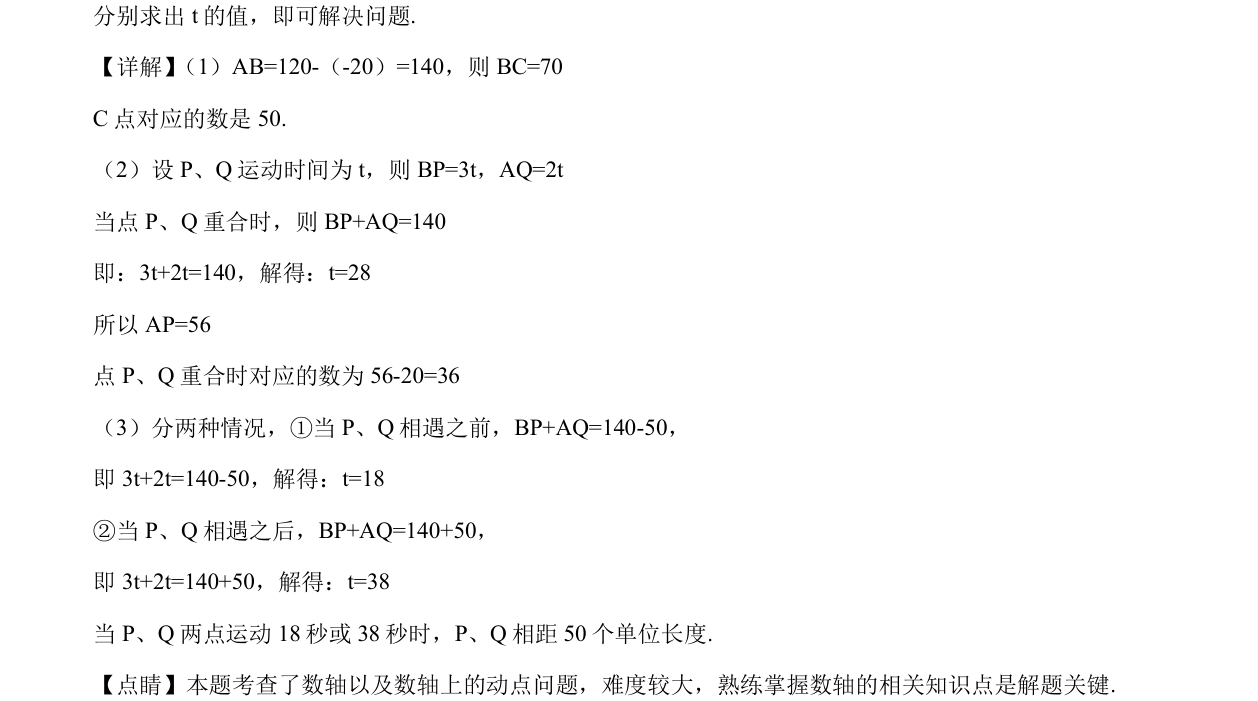 分别求出 t 的值，即可解决问题.
【详解】（1）AB=120-（-20）=140，则 BC=70
C 点对应的数是 50.
（2）设 P、Q 运动时间为 t，则 BP=3t，AQ=2t
当点 P、Q 重合时，则 BP+AQ=140
即：3t+2t=140，解得：t=28
所以 AP=56
点 P、Q 重合时对应的数为 56-20=36
（3）分两种情况，①当 P、Q 相遇之前，BP+AQ=140-50，
即 3t+2t=140-50，解得：t=18
②当 P、Q 相遇之后，BP+AQ=140+50，
即 3t+2t=140+50，解得：t=38
当 P、Q 两点运动 18 秒或 38 秒时，P、Q 相距 50 个单位长度.
【点睛】本题考查了数轴以及数轴上的动点问题，难度较大，熟练掌握数轴的相关知识点是解题关键.